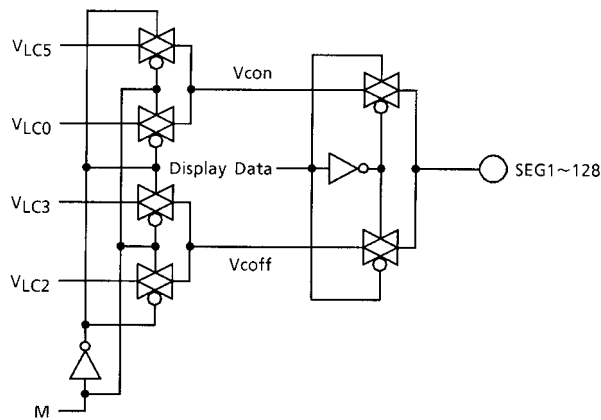 VLC5
Vcon
VLC0
Display Data
SEG1~128
VLC3
Vcoff
VLC2
M